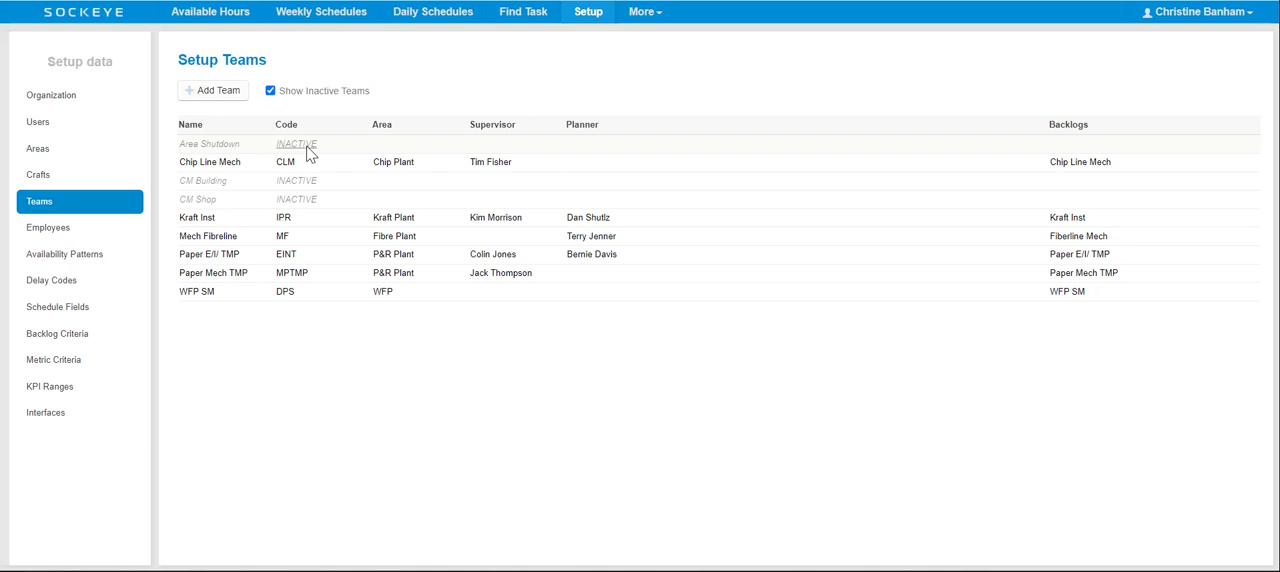 SOCKEYE Available Hours Weekly Schedules Daily Schedules Find Task Setup More Christine Banham
Setup data
Organization
Users
Areas
Crafts
Teams
Employees
Availability Patterns
Delay Codes
Schedule Fields
Backlog Criteria
Metric Criteria
KPI Ranges
Interfaces
Setup Teams
+ Add Team Show Inactive Teams
Name Code Area Supervisor Planner Backlogs
Area Shutdown INACTIVE
Chip Line Mech CLM Chip Plant Tim Fisher Chip Line Mech
CM Building INACTIVE
CM Shop INACTIVE
Kraft Inst IPR Kraft Plant Kim Morrison Dan Shutlz Kraft Inst
Mech Fibreline MF Fibre Plant Terry Jenner Fiberline Mech
Paper E/I/ TMP EINT P&R Plant Colin Jones Bernie Davis Paper E/I/ TMP
Paper Mech TMP MPTMP P&R Plant Jack Thompson Paper Mech TMP
WFP SM DPS WFP WFP SM